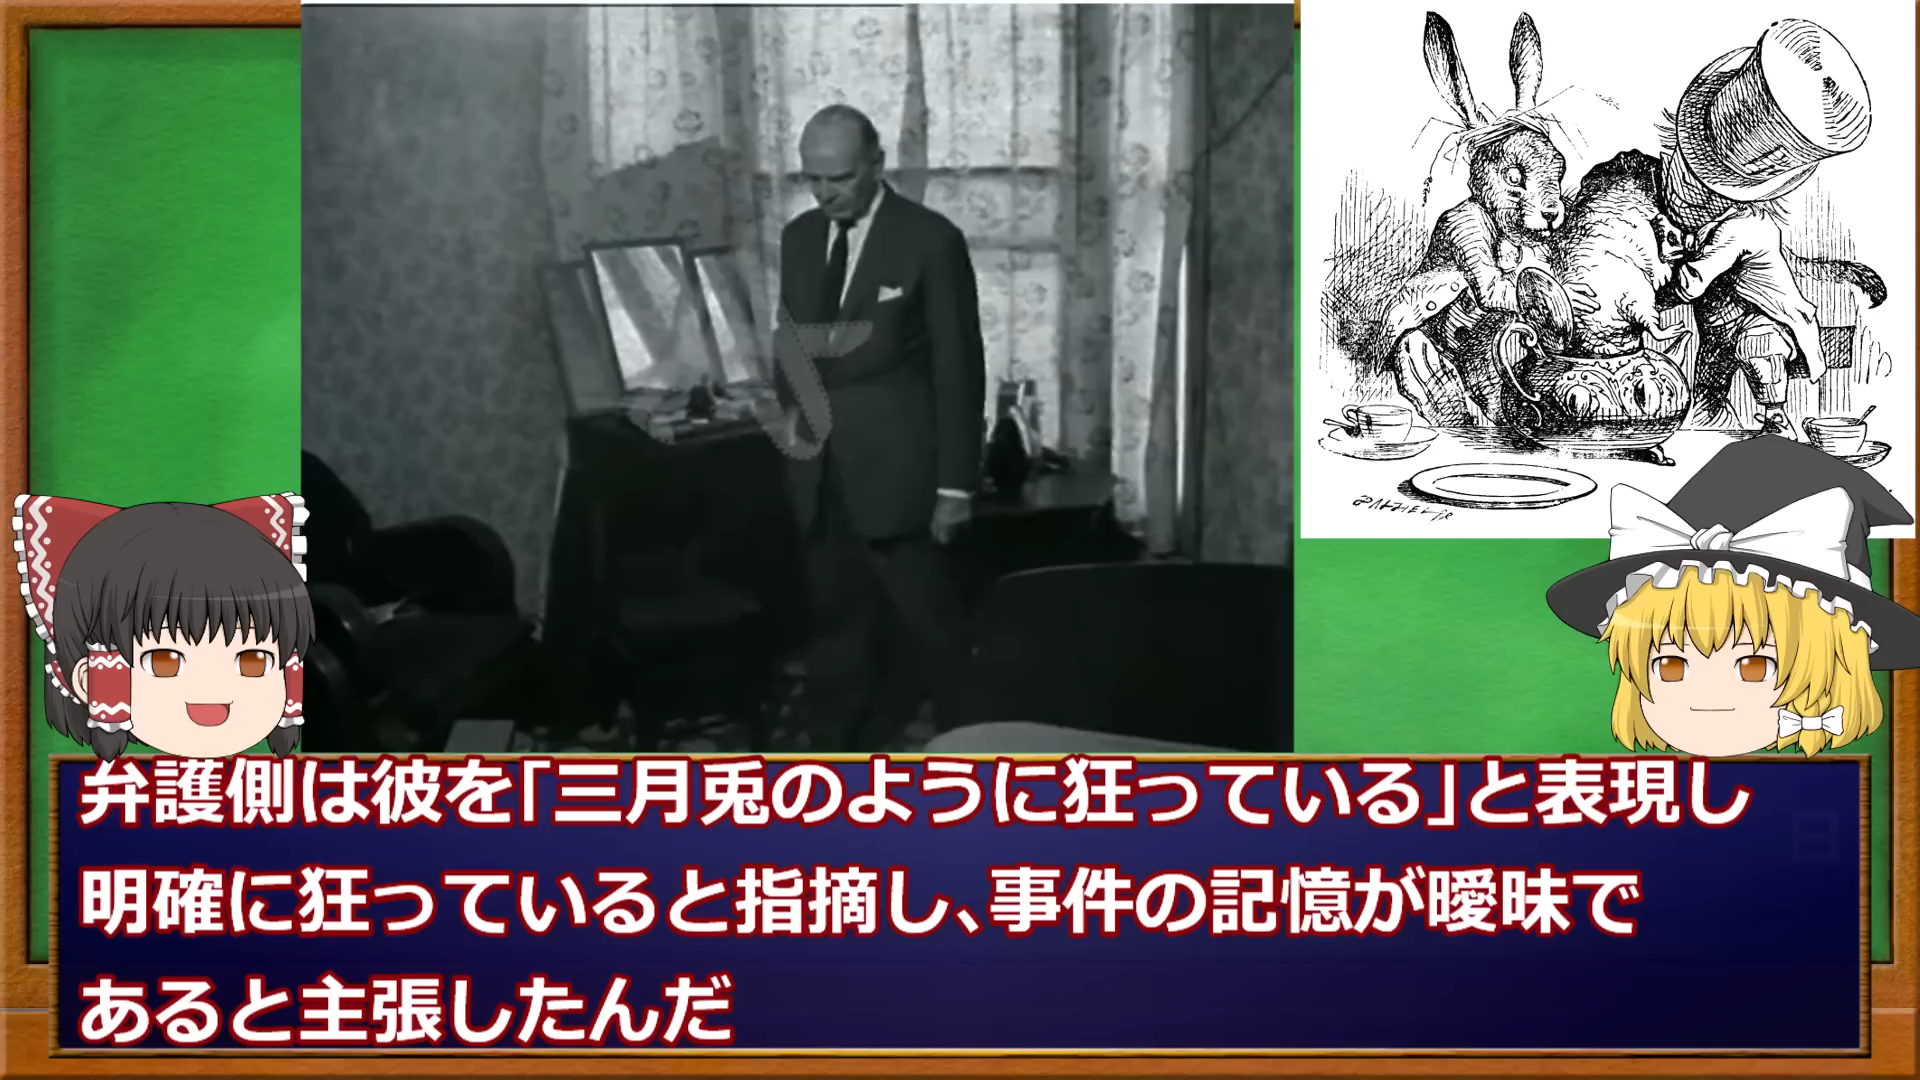 弁護側は彼を「三月兎のように狂っている」と表現し
明確に狂っていると指摘し、事件の記憶が曖昧で
あると主張したんだ